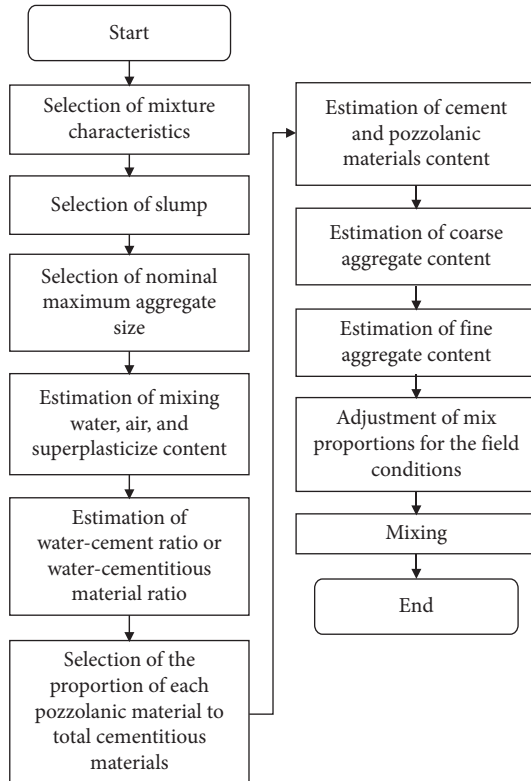 Start
Selection of mixture
characteristics
Selection of slump
Selection of nominal
maximum aggregate
size
Estimation of mixing
water, air, and
superplasticize content
Estimation of
water-cement ratio or
water-cementitious
material ratio
Selection of the
proportion of each
pozzolanic material to
total cementitious
materials
Estimation of cement
and pozzolanic
materials content
Estimation of coarse
aggregate content
Estimation of fine
aggregate content
Adjustment of mix
proportions for the field
conditions
Mixing
End